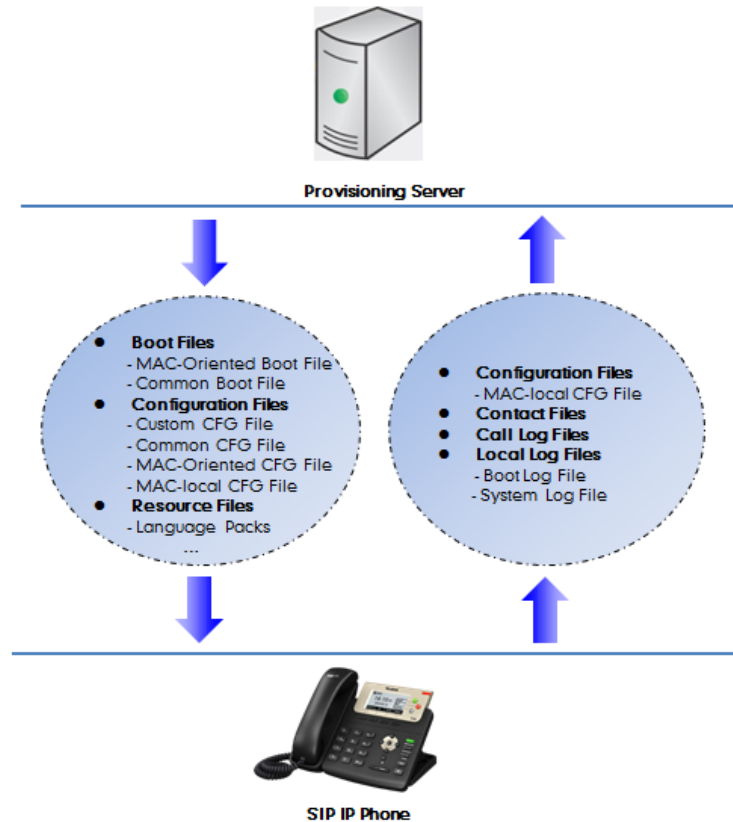 Provisioning Server
● Boot Files
- MAC-Oriented Boot File
- Common Boot File
● Configuration Files
- Custom CFG File
- Common CFG File
- MAC-Oriented CFG File
- MAC-local CFG File
● Resource Files
- Language Packs
...
● Configuration Files
- MAC-local CFG File
● Contact Files
● Call Log Files
● Local Log Files
- Boot Log File
- System Log File
SIP IP Phone